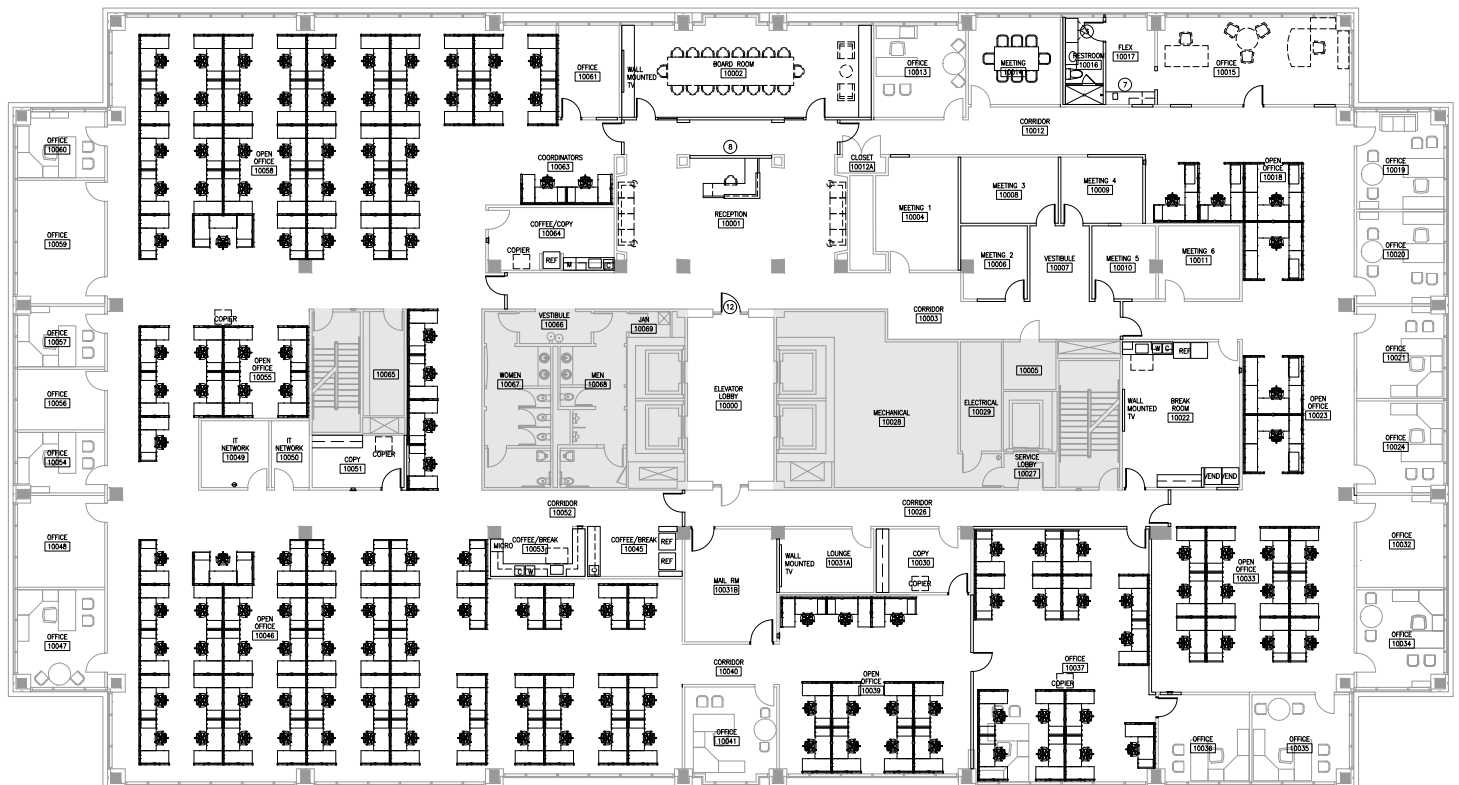 OFFICE
10061
WALL
MOUNTED
TV
BOARD ROOM
10002
OFFICE
10013
MEETING
RESTROOM
10016
FLEX
10017
7
OFFICE
10015
OFFICE
10060
OPEN
OFFICE
10058
COORDINATORS
10063
8
CLOSET
10012A
CORRIDOR
10012
MEETING 3
10008
MEETING 4
10009
OPEN
OFFICE
10018
OFFICE
10019
OFFICE
10059
COFFEE/COPY
10064
COPIER
REF
M
C
RECEPTION
10001
MEETING 1
10004
MEETING 2
10006
VESTIBULE
10007
MEETING 5
10010
MEETING 6
10011
OFFICE
10020
12
CORRIDOR
10003
OFFICE
10057
COPIER
OPEN
OFFICE
10055
10065
VESTIBULE
10066
JAN
10069
WOMEN
10067
MEN
10068
ELEVATOR
LOBBY
10000
MECHANICAL
10028
ELECTRICAL
10029
10005
W
C
REF
WALL
MOUNTED
TV
BREAK
ROOM
10022
VEND
VEND
OFFICE
10021
OPEN
OFFICE
10023
OFFICE
10056
OFFICE
10054
IT
NETWORK
10049
IT
NETWORK
10050
COPY
10051
COPIER
SERVICE
LOBBY
10027
OFFICE
10024
OFFICE
10048
CORRIDOR
10052
CORRIDOR
10026
MICRO
COFFEE/BREAK
10053
C
W
COFFEE/BREAK
10045
C
REF
REF
MAIL RM
10031B
WALL
MOUNTED
TV
LOUNGE
10031A
COPY
10030
COPIER
OPEN
OFFICE
10033
OFFICE
10032
OFFICE
10047
OPEN
OFFICE
10046
CORRIDOR
10040
OFFICE
10041
OPEN
OFFICE
10039
OFFICE
10037
COPIER
OFFICE
10034
OFFICE
10036
OFFICE
10035